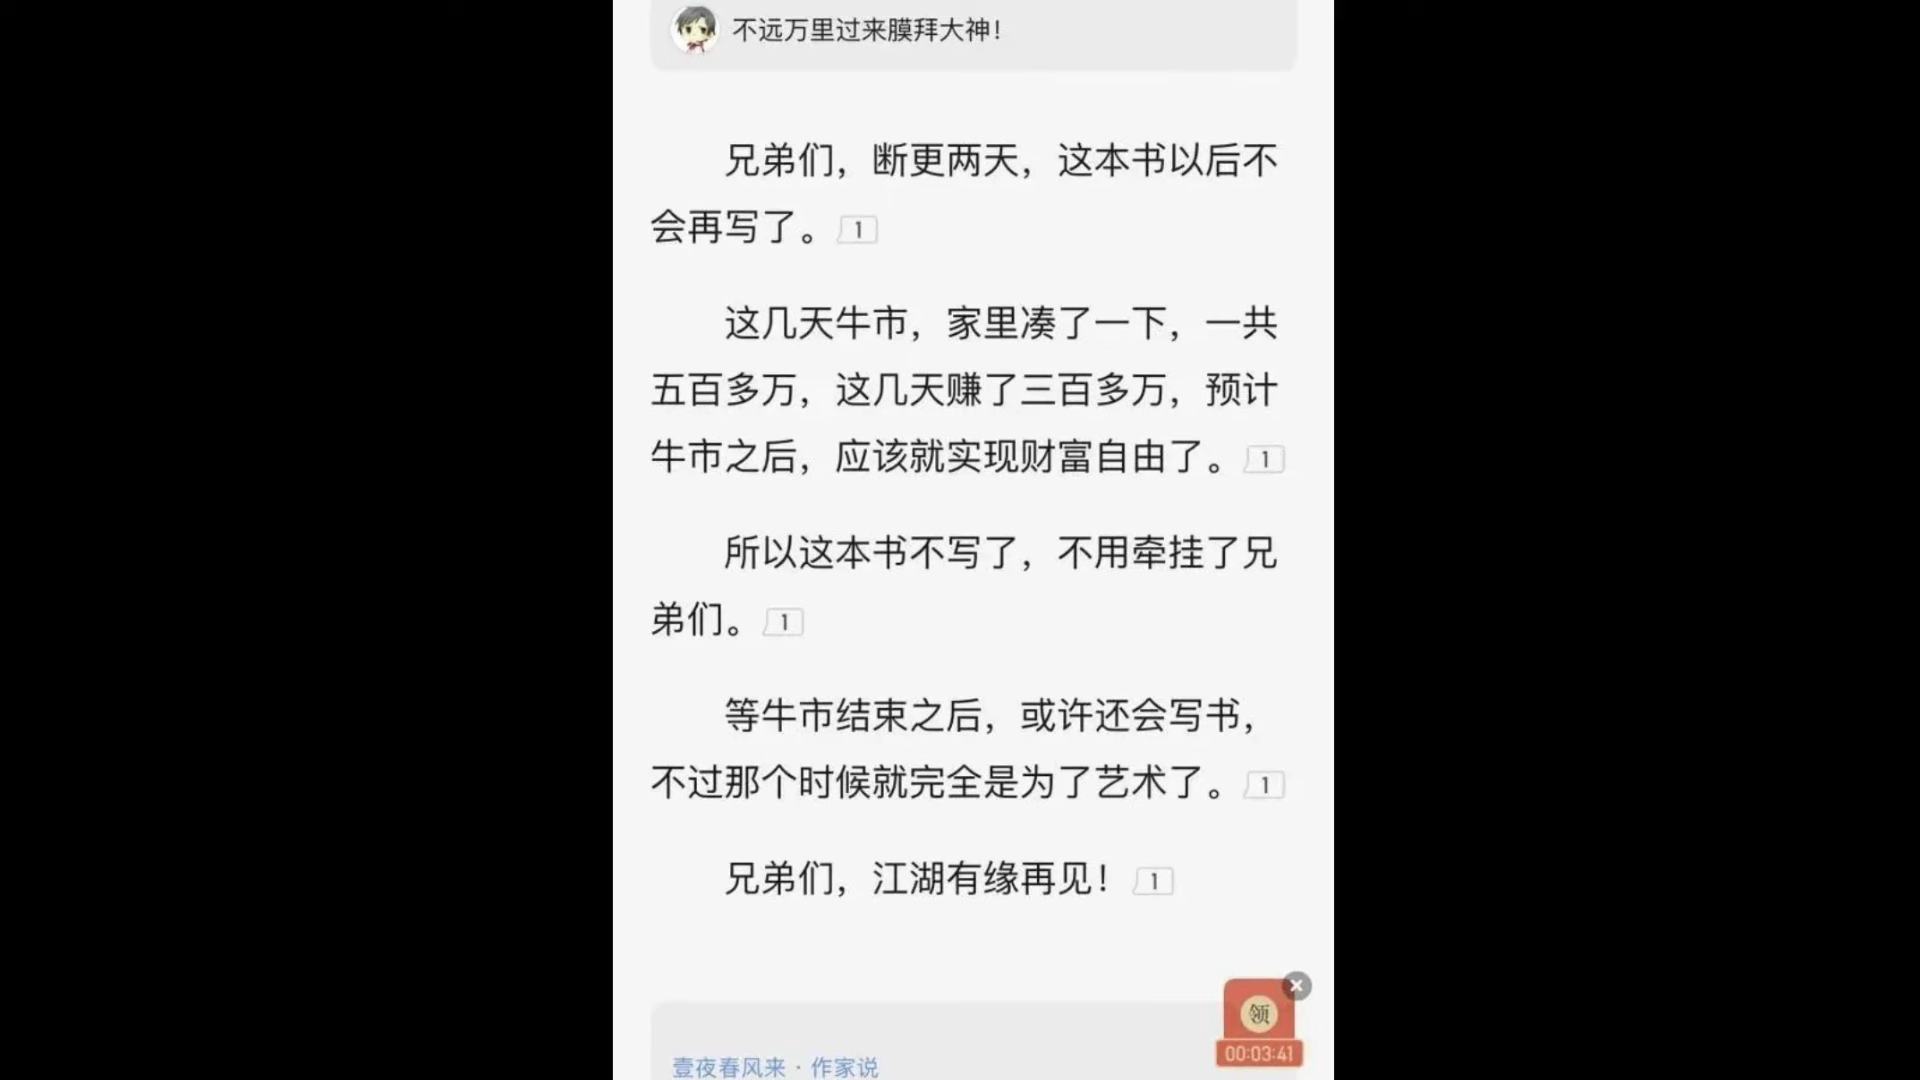 不远万里过来膜拜大神！
兄弟们，断更两天，这本书以后不
会再写了。 1
这几天牛市，家里凑了一下，一共
五百多万，这几天赚了三百多万，预计
牛市之后，应该就实现财富自由了。 1
所以这本书不写了，不用牵挂了兄
弟们。 1
等牛市结束之后，或许还会写书，
不过那个时候就完全是为了艺术了。 1
兄弟们，江湖有缘再见！ 1
领
00:03:41
壹夜春风来·作家说